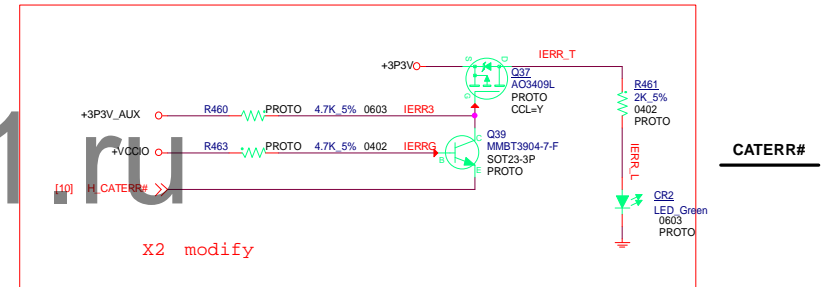 +3P3V
IERR_T
S
D
G
Q37
AO3409L
PROTO
CCL=Y
R461
2K_5%
0402
PROTO
+3P3V_AUX
R460
PROTO
4.7K_5%
0603
IERR3
+VCCIO
R463
PROTO
4.7K_5%
0402
IERRG
B
C
E
Q39
MMBT3904-7-F
SOT23-3P
PROTO
IERR_L
CATERR#
[10]
H_CATERR#
CR2
LED_Green
0603
PROTO
X2 modify
1.ru